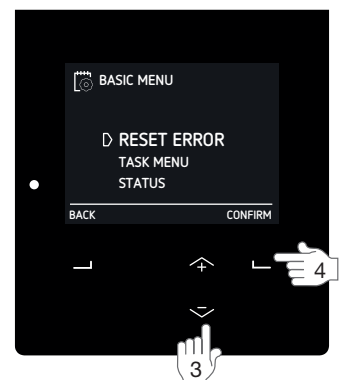 BASIC MENU
RESET ERROR
TASK MENU
STATUS
BACK CONFIRM
+
4
−
3